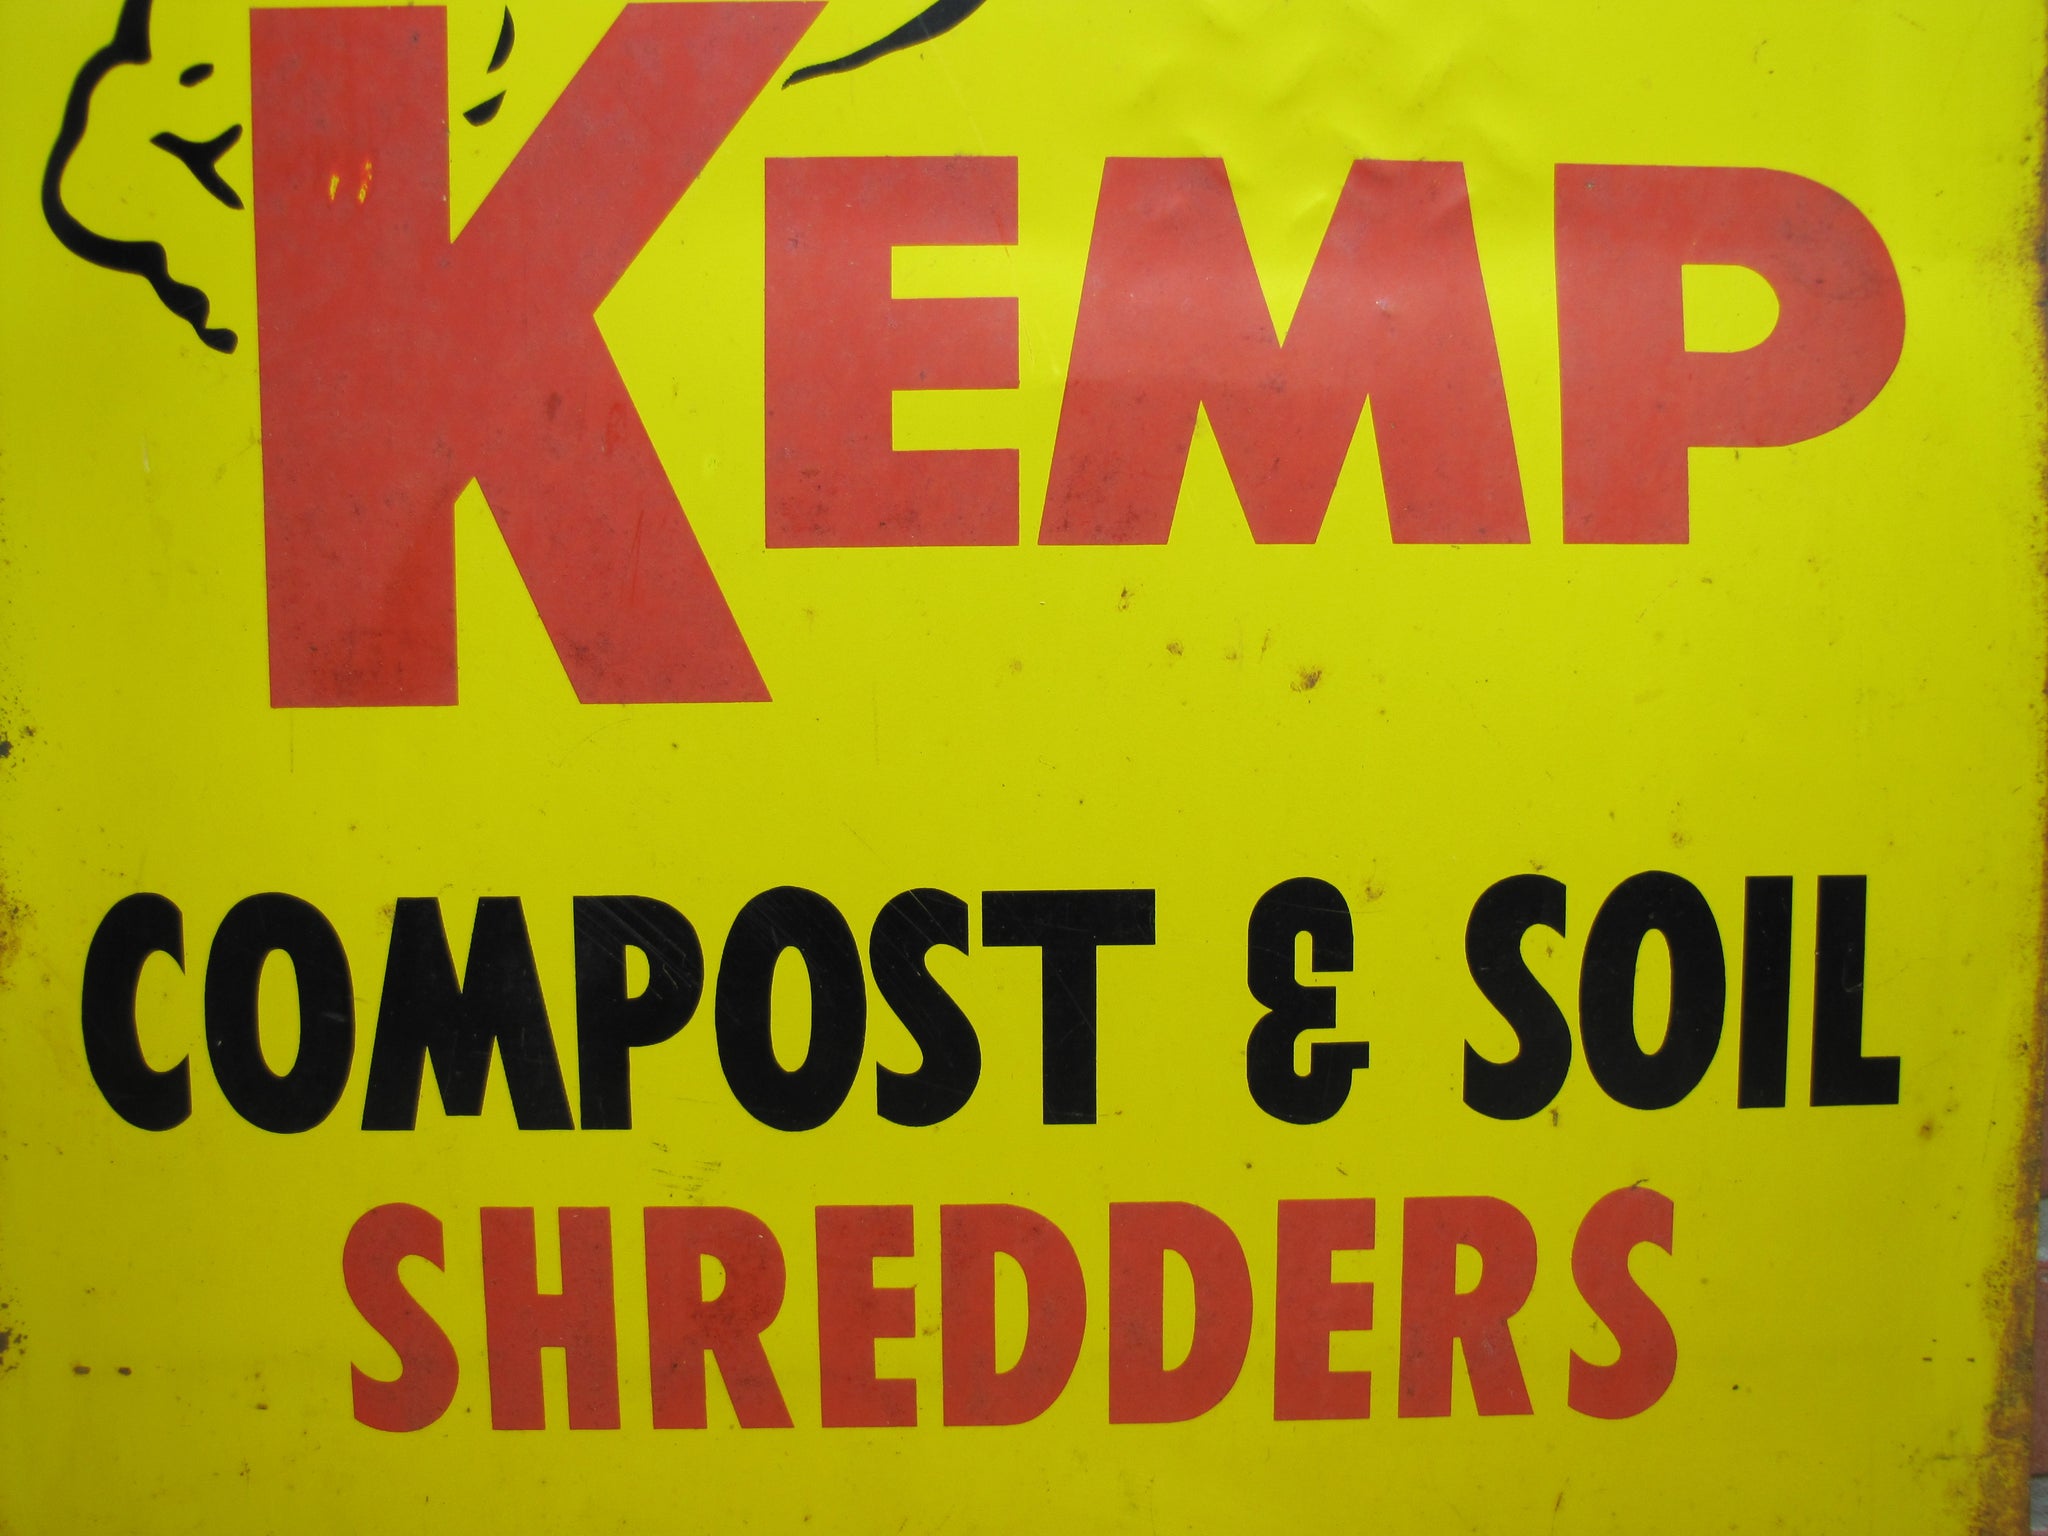 KEMP
COMPOST & SOIL
SHREDDERS